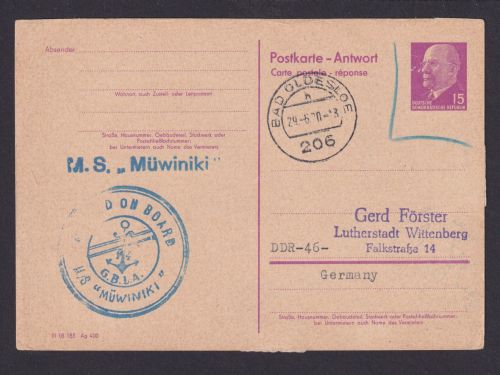 Absender:
Wohnort, auch Zustell- oder Leitpostamt
Straße, Hausnummer, Gebäudeteil, Stockwerk oder
Postschließfachnummer;
bei Untermietern auch Name des Vermieters
M.S. „Müwiniki"
ON BOARD
G.B.I.A.
M/S "MÜWINIKI"
III 18 185 Ag 400
Postkarte – Antwort
Carte postale - réponse
BAD OLDESLOE
h
206
15
DEUTSCHE
DEMOKRATISCHE REPUBLIK
Gerd Förster
Lutherstadt Wittenberg
DDR-46- Falkstraße 14
Germany
Straße, Hausnummer, Gebäudeteil, Stockwerk oder Postschließfachnummer;
bei Untermietern auch Name des Vermieters